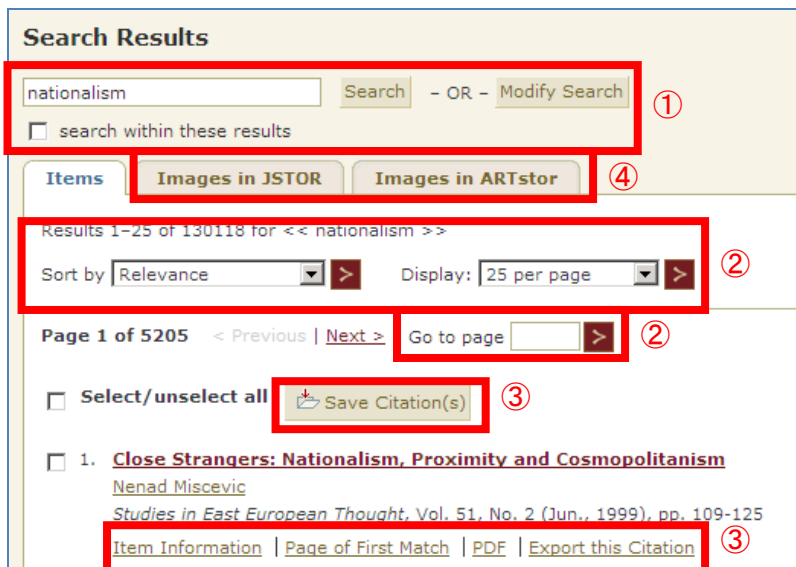 Search Results
nationalism Search – OR – Modify Search ①
search within these results
Items Images in JSTOR Images in ARTstor ④
Results 1–25 of 130118 for << nationalism >>
Sort by Relevance > Display: 25 per page > ②
Page 1 of 5205 < Previous | Next > Go to page > ②
Select/unselect all Save Citation(s) ③
1. Close Strangers: Nationalism, Proximity and Cosmopolitanism
Nenad Miscevic
Studies in East European Thought, Vol. 51, No. 2 (Jun., 1999), pp. 109-125
Item Information | Page of First Match | PDF | Export this Citation ③